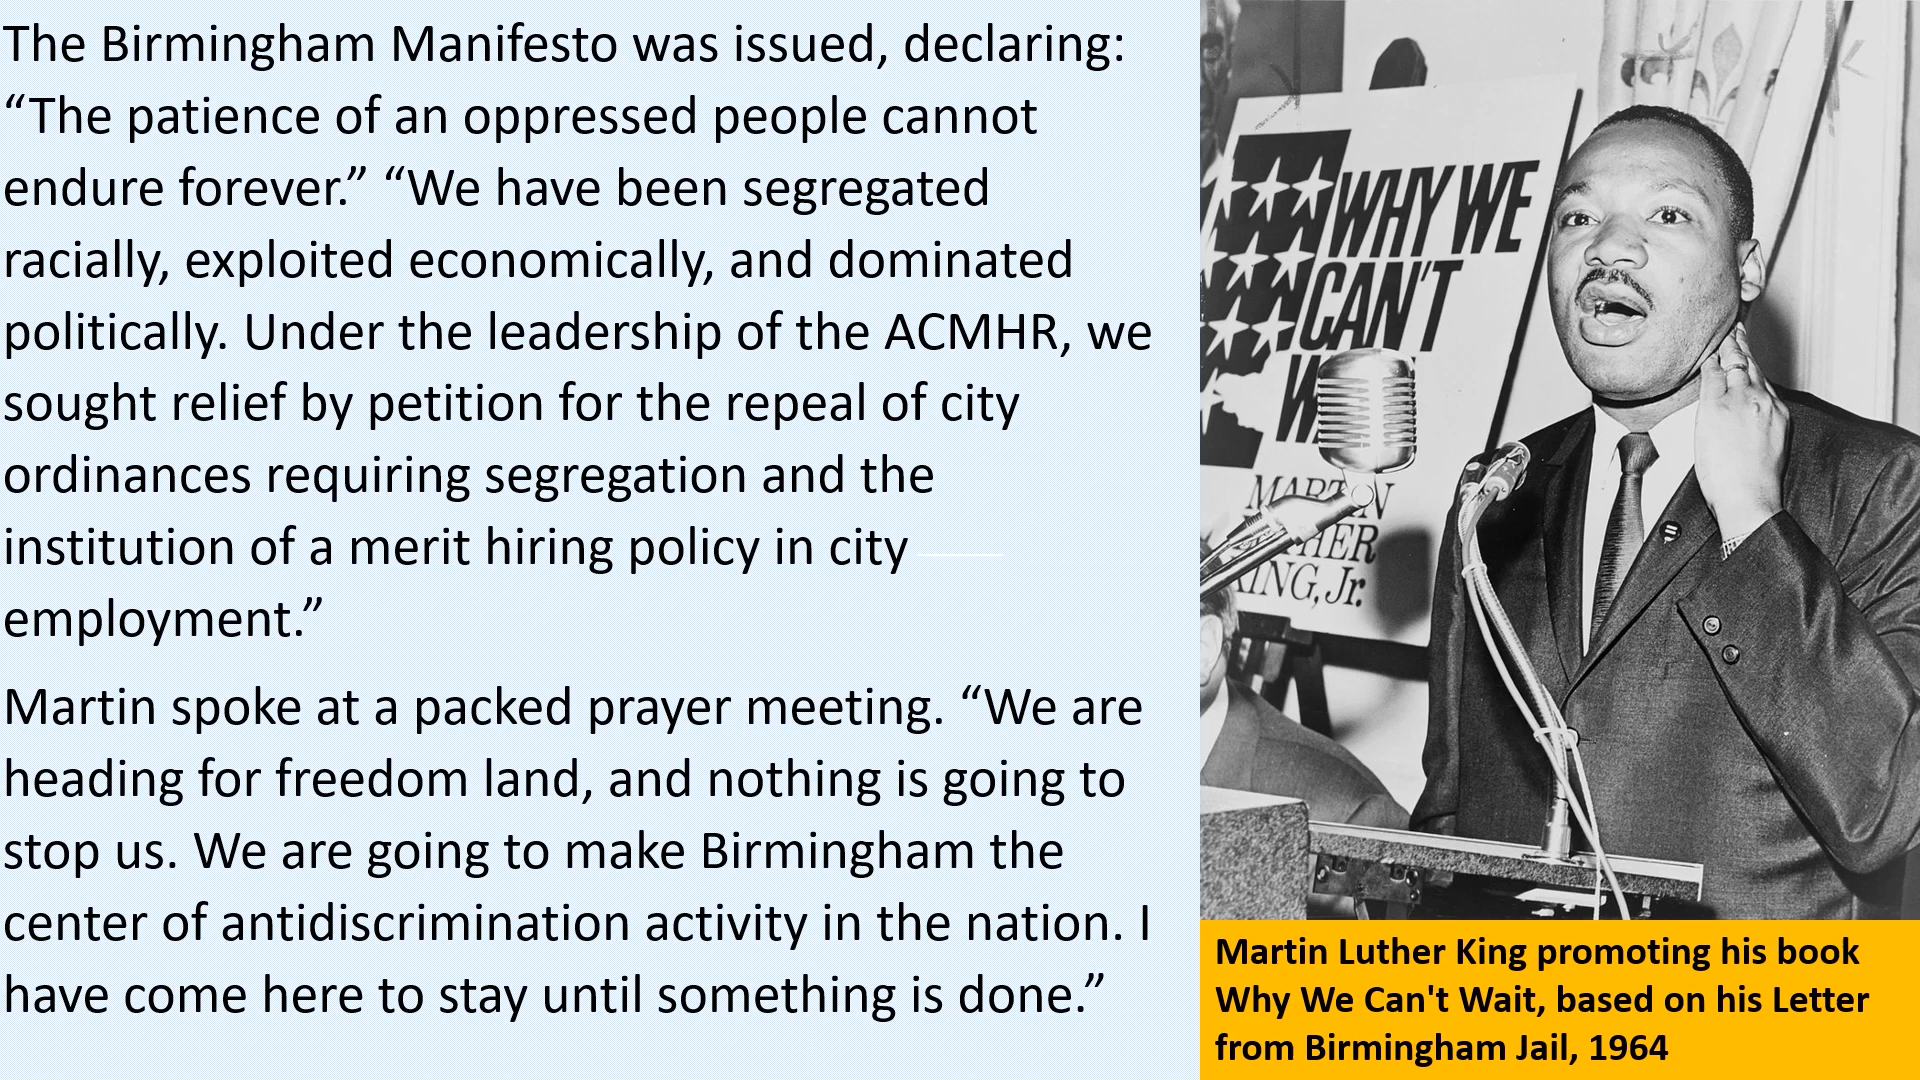 The Birmingham Manifesto was issued, declaring:
“The patience of an oppressed people cannot
endure forever.” “We have been segregated
racially, exploited economically, and dominated
politically. Under the leadership of the ACMHR, we
sought relief by petition for the repeal of city
ordinances requiring segregation and the
institution of a merit hiring policy in city
employment.”
Martin spoke at a packed prayer meeting. “We are
heading for freedom land, and nothing is going to
stop us. We are going to make Birmingham the
center of antidiscrimination activity in the nation. I
have come here to stay until something is done.”
WHY WE
CAN'T
KING, Jr.
Martin Luther King promoting his book
Why We Can't Wait, based on his Letter
from Birmingham Jail, 1964